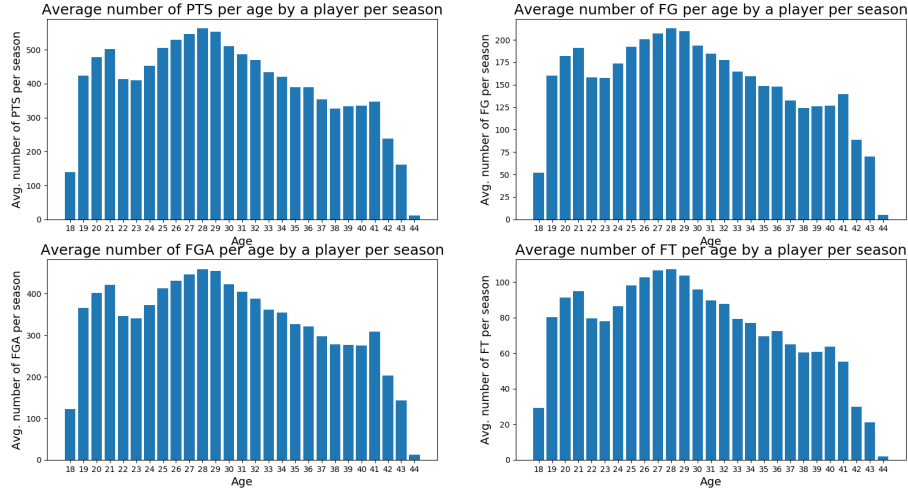 Average number of PTS per age by a player per season
Avg. number of PTS per season
500
400
300
200
100
0
18 19 20 21 22 23 24 25 26 27 28 29 30 31 32 33 34 35 36 37 38 39 40 41 42 43 44
Age
Average number of FG per age by a player per season
Avg. number of FG per season
200
175
150
125
100
75
50
25
0
18 19 20 21 22 23 24 25 26 27 28 29 30 31 32 33 34 35 36 37 38 39 40 41 42 43 44
Age
Average number of FGA per age by a player per season
Avg. number of FGA per season
400
300
200
100
0
18 19 20 21 22 23 24 25 26 27 28 29 30 31 32 33 34 35 36 37 38 39 40 41 42 43 44
Age
Average number of FT per age by a player per season
Avg. number of FT per season
100
80
60
40
20
0
18 19 20 21 22 23 24 25 26 27 28 29 30 31 32 33 34 35 36 37 38 39 40 41 42 43 44
Age